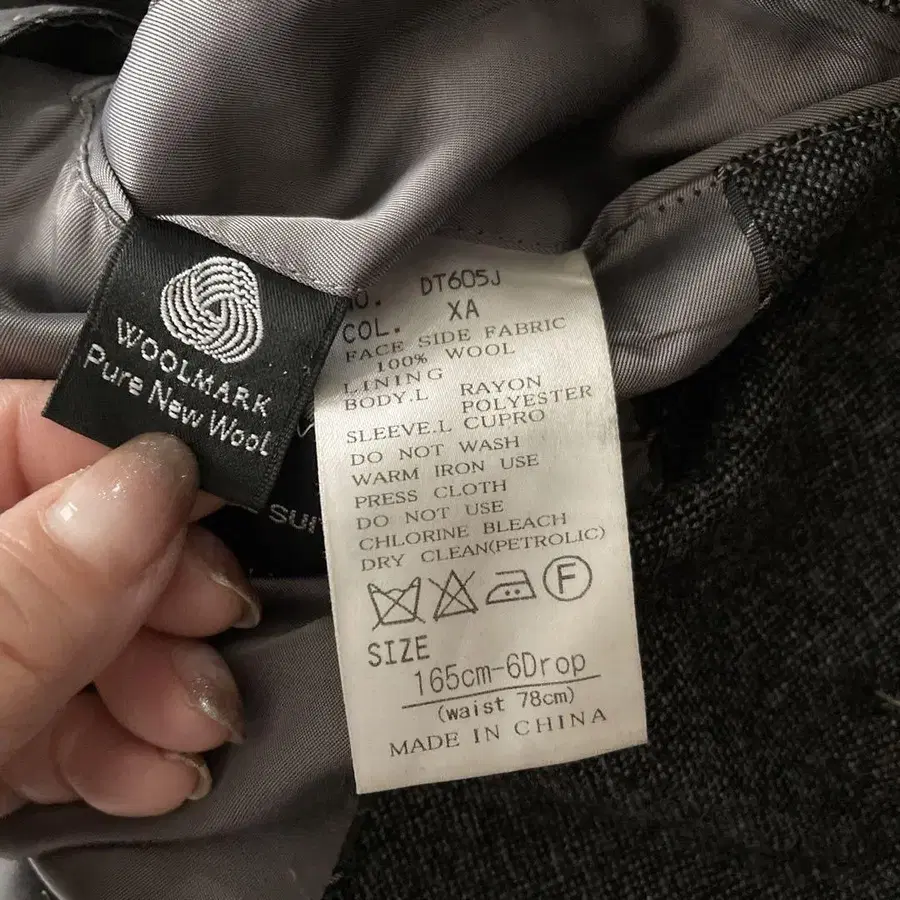 WOOLMARK
Pure New Wool
NO. DT605J
COL. XA
FACE SIDE FABRIC
100% WOOL
LINING
BODY.L RAYON
POLYESTER
SLEEVE.L CUPRO
DO NOT WASH
WARM IRON USE
PRESS CLOTH
DO NOT USE
CHLORINE BLEACH
DRY CLEAN(PETROLIC)
F
SIZE
165cm-6Drop
(waist 78cm)
MADE IN CHINA